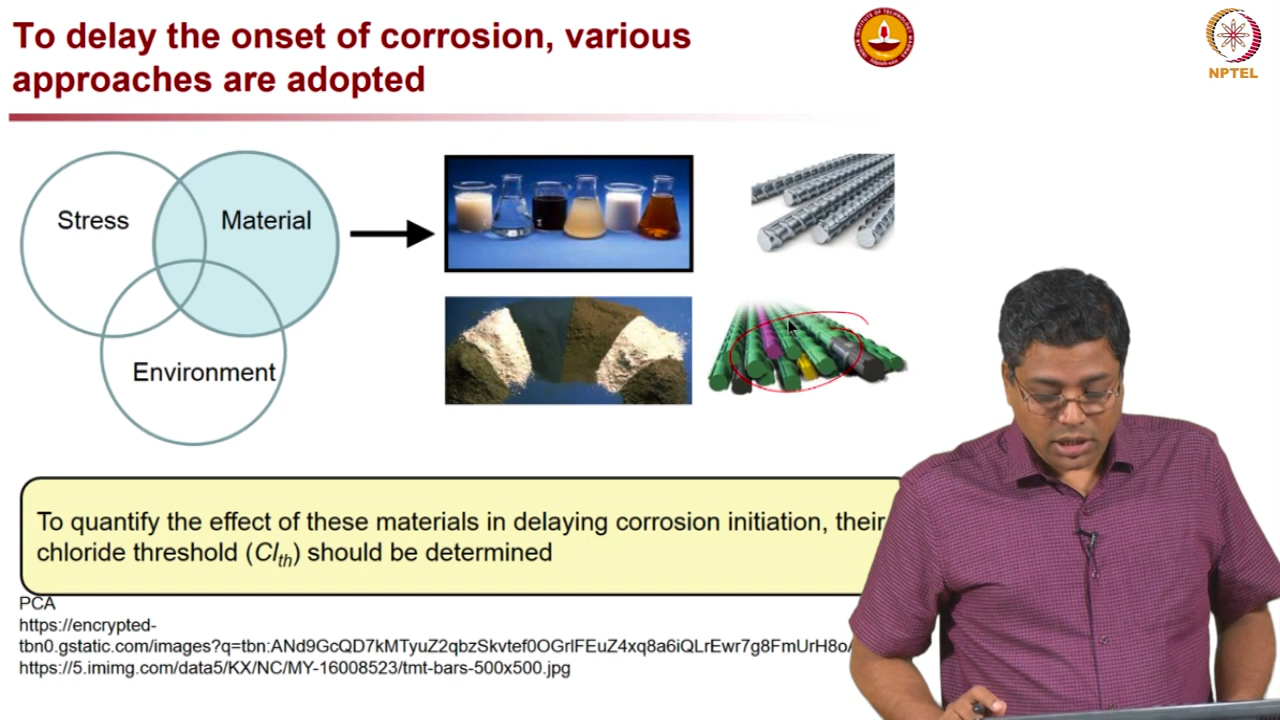 To delay the onset of corrosion, various
approaches are adopted
NPTEL
Stress
Material
Environment
To quantify the effect of these materials in delaying corrosion initiation, their
chloride threshold (Clth) should be determined
PCA
https://encrypted-
tbn0.gstatic.com/images?q=tbn:ANd9GcQD7kMTyuZ2qbzSkvtef0OGrlFEuZ4xq8a6iQLrEwr7g8FmUrH8o
https://5.imimg.com/data5/KX/NC/MY-16008523/tmt-bars-500x500.jpg